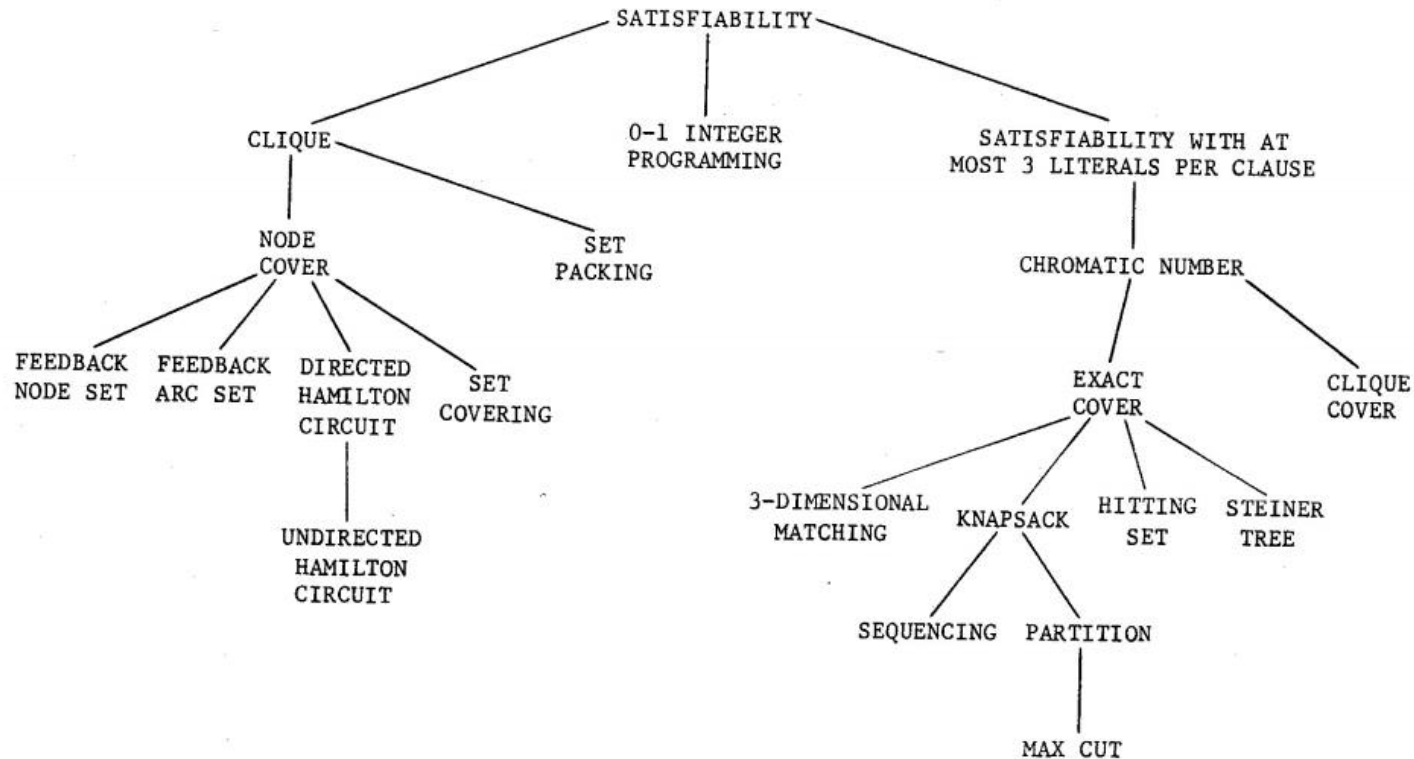 SATISFIABILITY
CLIQUE
0-1 INTEGER
PROGRAMMING
SATISFIABILITY WITH AT
MOST 3 LITERALS PER CLAUSE
NODE
COVER
SET
PACKING
CHROMATIC NUMBER
FEEDBACK
NODE SET
FEEDBACK
ARC SET
DIRECTED
HAMILTON
CIRCUIT
SET
COVERING
EXACT
COVER
CLIQUE
COVER
3-DIMENSIONAL
MATCHING
KNAPSACK
HITTING
SET
STEINER
TREE
UNDIRECTED
HAMILTON
CIRCUIT
SEQUENCING
PARTITION
MAX CUT